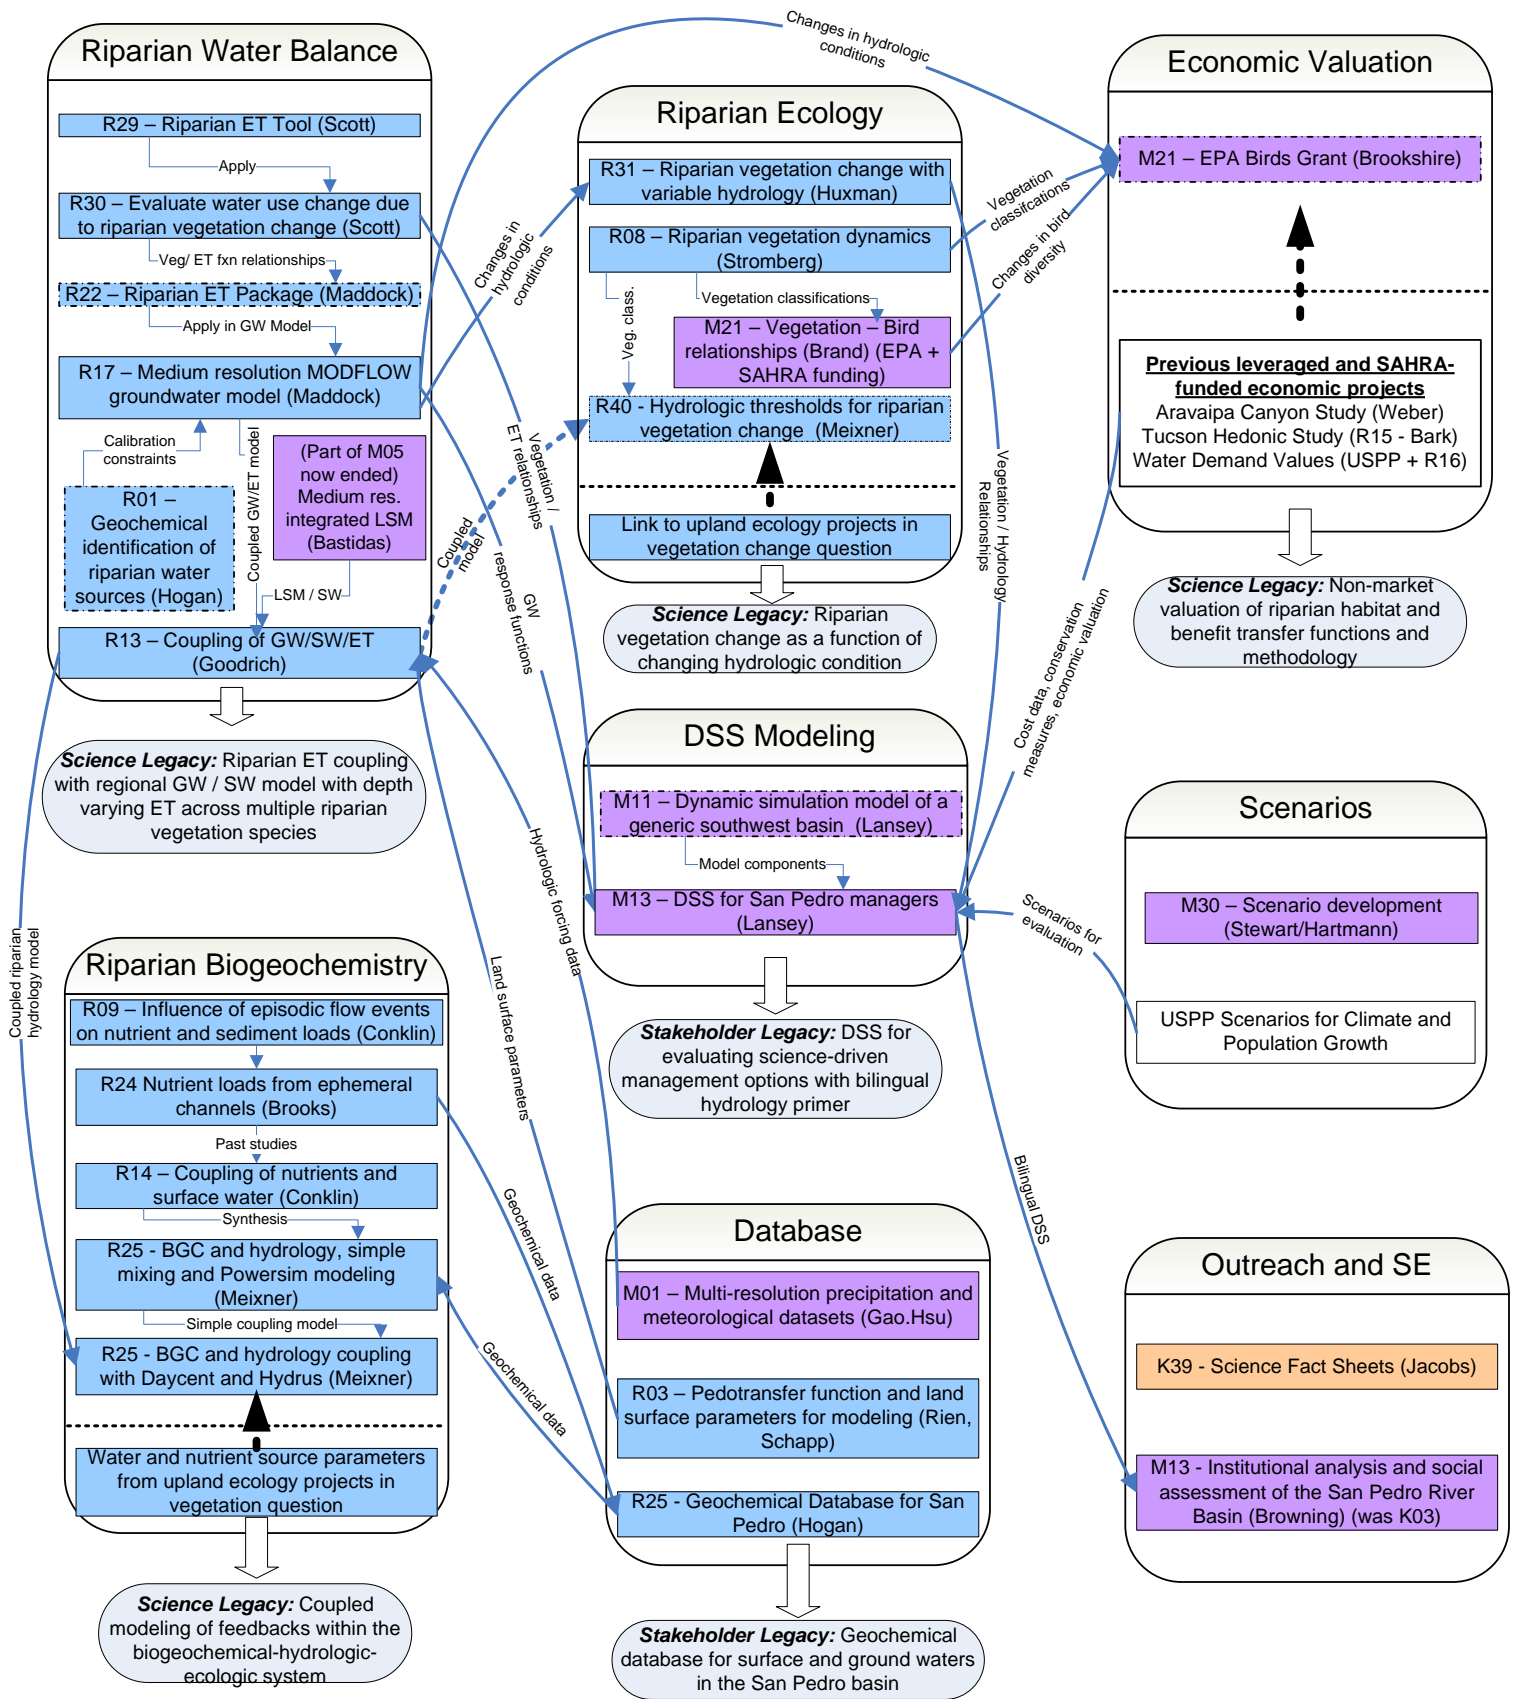 Riparian Water Balance
R29 – Riparian ET Tool (Scott)
Apply
R30 – Evaluate water use change due
to riparian vegetation change (Scott)
Veg/ ET fxn relationships
R22 – Riparian ET Package (Maddock)
Apply in GW Model
R17 – Medium resolution MODFLOW
groundwater model (Maddock)
Calibration
constraints
Coupled GW/ET model
(Part of M05
now ended)
Medium res.
integrated LSM
(Bastidas)
R01 –
Geochemical
identification of
riparian water
sources (Hogan)
LSM / SW
R13 – Coupling of GW/SW/ET
(Goodrich)
Science Legacy: Riparian ET coupling
with regional GW / SW model with depth
varying ET across multiple riparian
vegetation species
Changes in hydrologic
conditions
Changes in
hydrologic
conditions
Vegetation /
ET relationships
GW
response functions
Coupled
model
Riparian Ecology
R31 – Riparian vegetation change with
variable hydrology (Huxman)
R08 – Riparian vegetation dynamics
(Stromberg)
Vegetation classifications
Veg. class.
M21 – Vegetation – Bird
relationships (Brand) (EPA +
SAHRA funding)
R40 - Hydrologic thresholds for riparian
vegetation change  (Meixner)
Link to upland ecology projects in
vegetation change question
Science Legacy: Riparian
vegetation change as a function of
changing hydrologic condition
Vegetation
classifcations
Changes in bird
diversity
Vegetation / Hydrology
Relationships
Economic Valuation
M21 – EPA Birds Grant (Brookshire)
Previous leveraged and SAHRA-
funded economic projects
Aravaipa Canyon Study (Weber)
Tucson Hedonic Study (R15 - Bark)
Water Demand Values (USPP + R16)
Science Legacy: Non-market
valuation of riparian habitat and
benefit transfer functions and
methodology
Cost data, conservation
measures, economic valuation
DSS Modeling
M11 – Dynamic simulation model of a
generic southwest basin  (Lansey)
Model components
M13 – DSS for San Pedro managers
(Lansey)
Stakeholder Legacy: DSS for
evaluating science-driven
management options with bilingual
hydrology primer
Scenarios
M30 – Scenario development
(Stewart/Hartmann)
USPP Scenarios for Climate and
Population Growth
Scenarios for
evaluation
Coupled riparian
hydrology model
Hydrologic forcing data
Land surface parameters
Riparian Biogeochemistry
R09 – Influence of episodic flow events
on nutrient and sediment loads (Conklin)
R24 Nutrient loads from ephemeral
channels (Brooks)
Past studies
R14 – Coupling of nutrients and
surface water (Conklin)
Synthesis
R25 - BGC and hydrology, simple
mixing and Powersim modeling
(Meixner)
Simple coupling model
R25 - BGC and hydrology coupling
with Daycent and Hydrus (Meixner)
Water and nutrient source parameters
from upland ecology projects in
vegetation question
Science Legacy: Coupled
modeling of feedbacks within the
biogeochemical-hydrologic-
ecologic system
Geochemical data
Geochemical data
Database
M01 – Multi-resolution precipitation and
meteorological datasets (Gao.Hsu)
R03 – Pedotransfer function and land
surface parameters for modeling (Rien,
Schapp)
R25 - Geochemical Database for San
Pedro (Hogan)
Stakeholder Legacy: Geochemical
database for surface and ground waters
in the San Pedro basin
Bilingual DSS
Outreach and SE
K39 - Science Fact Sheets (Jacobs)
M13 - Institutional analysis and social
assessment of the San Pedro River
Basin (Browning) (was K03)